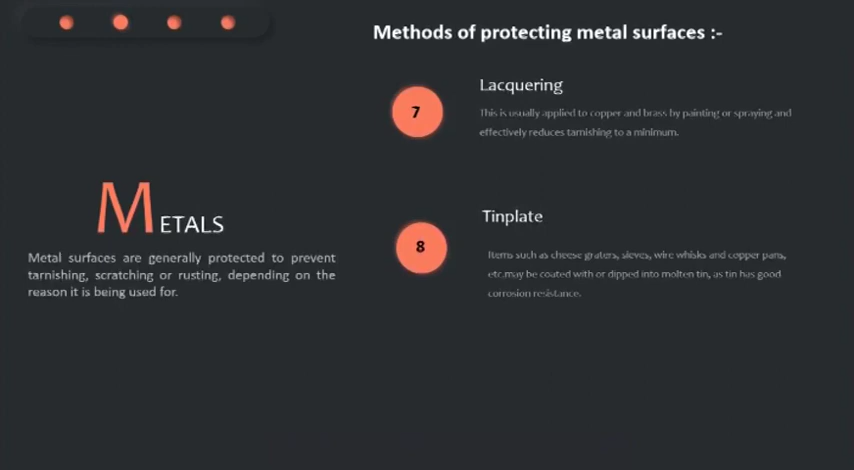 Methods of protecting metal surfaces :-
Lacquering
7
This is usually applied to copper and brass by painting or spraying and
effectively reduces tarnishing to a minimum.
METALS
Metal surfaces are generally protected to prevent
tarnishing, scratching or rusting, depending on the
reason it is being used for.
Tinplate
8
Items such as cheese graters, sieves, wire whisks and copper pans,
etc.may be coated with or dipped into molten tin, as tin has good
corrosion resistance.